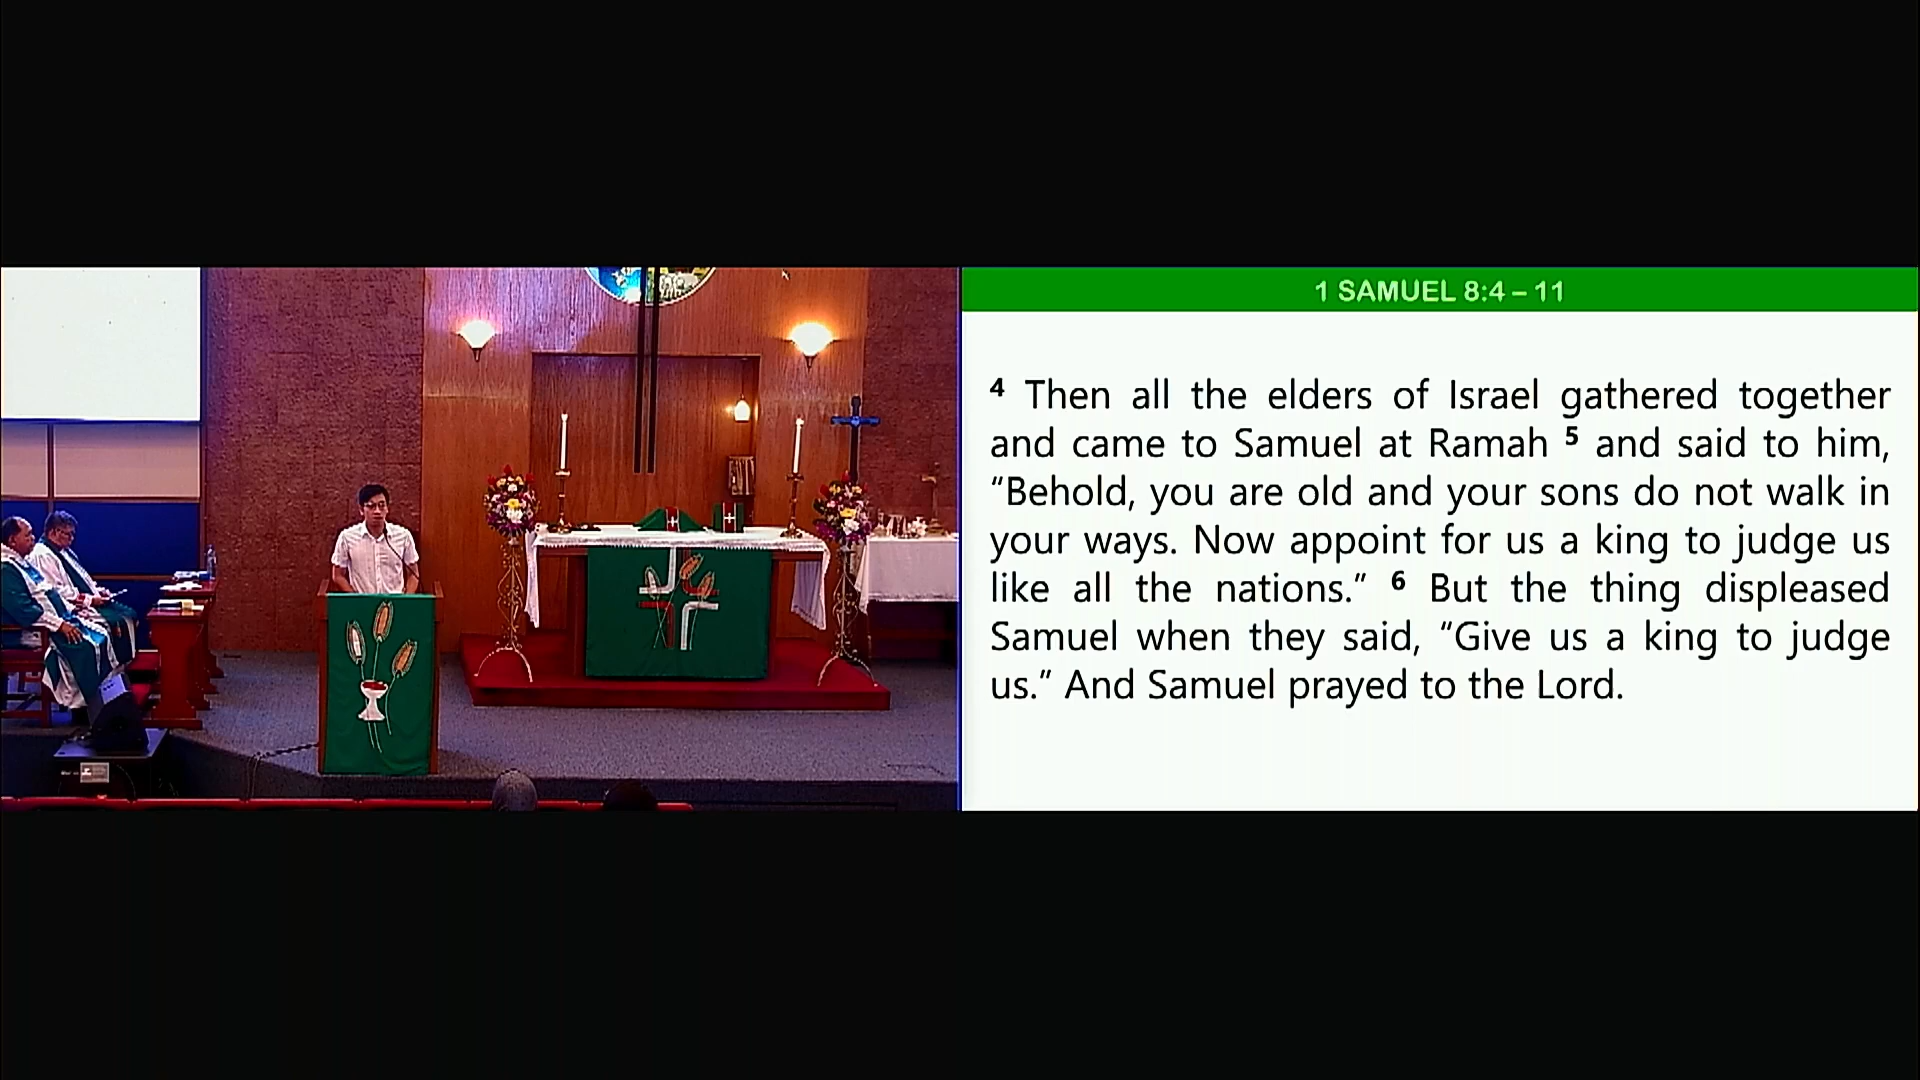 1 SAMUEL 8:4 – 11
4 Then all the elders of Israel gathered together
and came to Samuel at Ramah 5 and said to him,
“Behold, you are old and your sons do not walk in
your ways. Now appoint for us a king to judge us
like all the nations.” 6 But the thing displeased
Samuel when they said, “Give us a king to judge
us.” And Samuel prayed to the Lord.